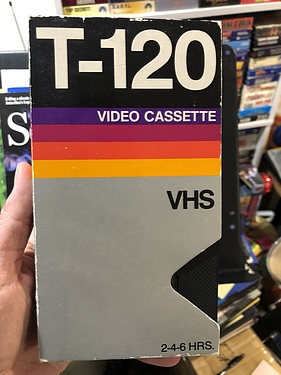 T-120
VIDEO CASSETTE
VHS
2-4-6 HRS.